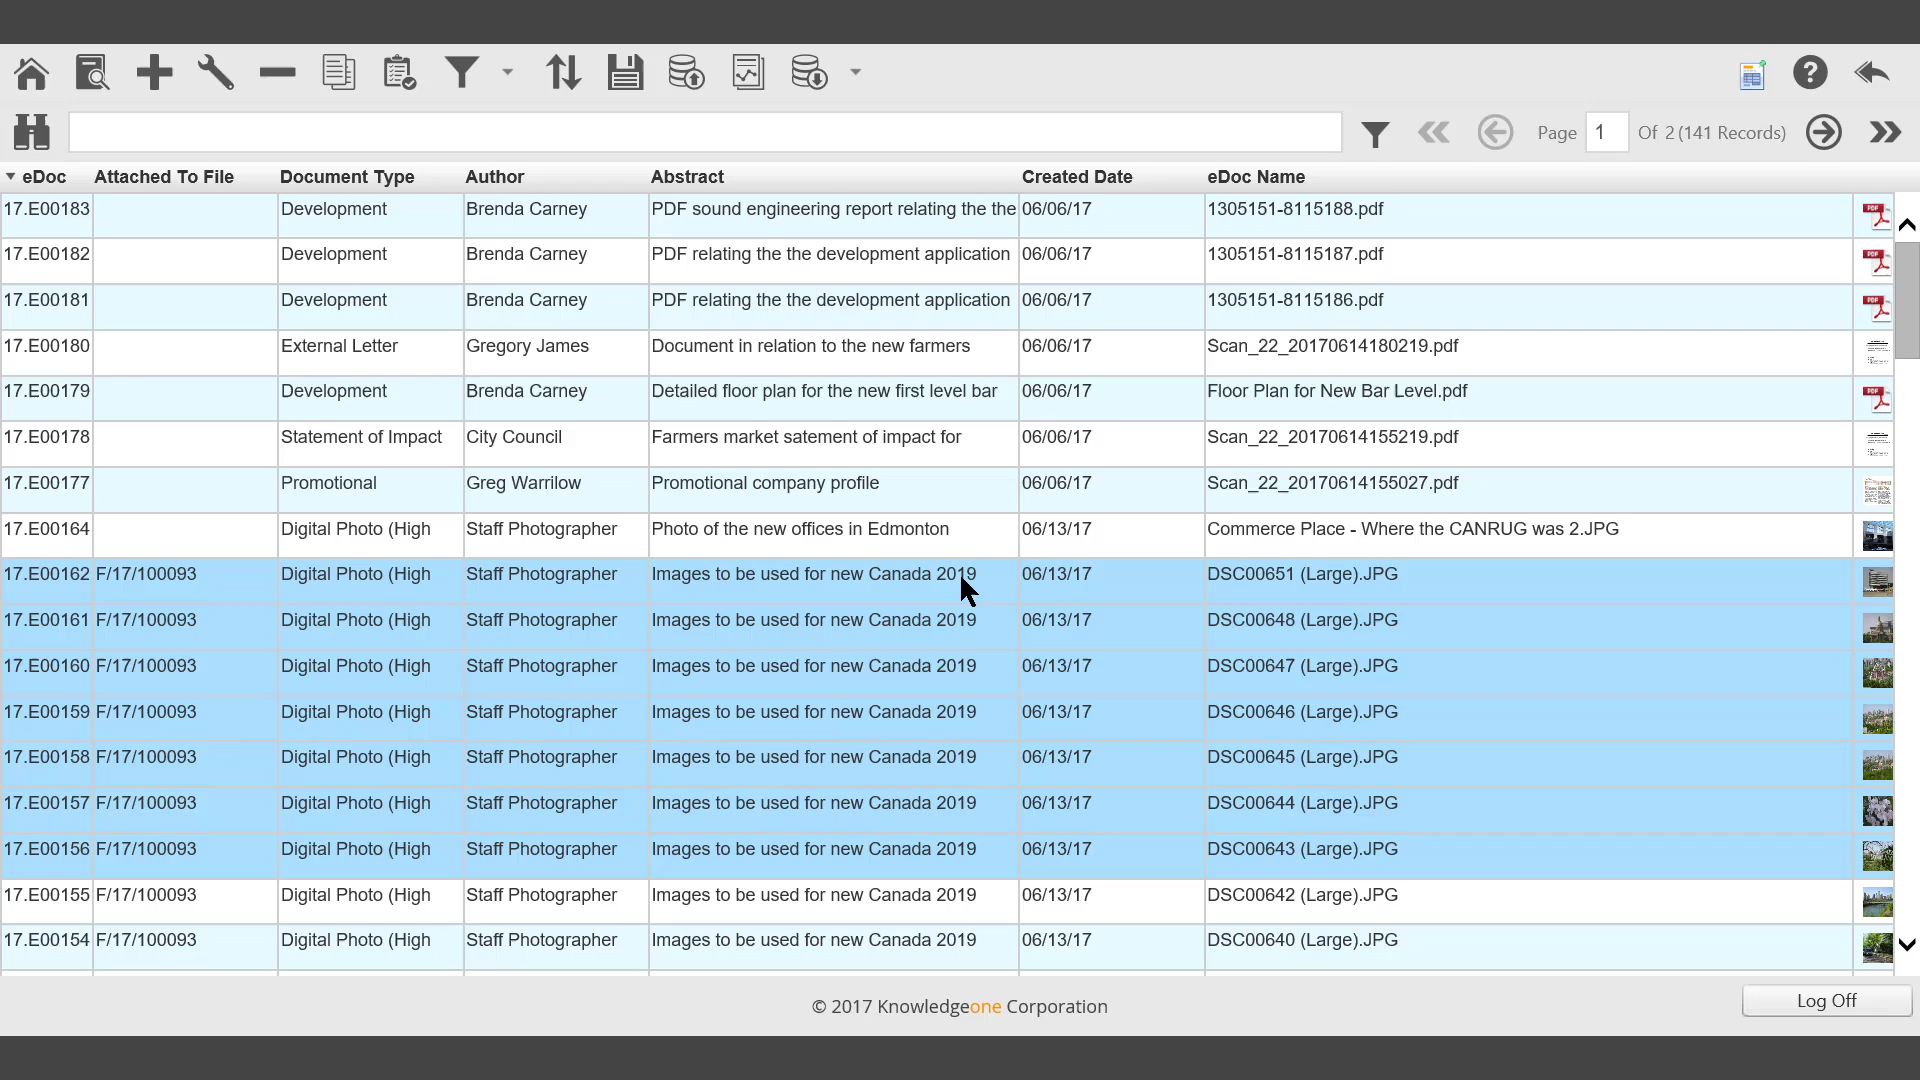 Page 1 Of 2 (141 Records)
eDoc Attached To File Document Type Author Abstract Created Date eDoc Name
17.E00183 Development Brenda Carney PDF sound engineering report relating the the 06/06/17 1305151-8115188.pdf
17.E00182 Development Brenda Carney PDF relating the the development application 06/06/17 1305151-8115187.pdf
17.E00181 Development Brenda Carney PDF relating the the development application 06/06/17 1305151-8115186.pdf
17.E00180 External Letter Gregory James Document in relation to the new farmers 06/06/17 Scan_22_20170614180219.pdf
17.E00179 Development Brenda Carney Detailed floor plan for the new first level bar 06/06/17 Floor Plan for New Bar Level.pdf
17.E00178 Statement of Impact City Council Farmers market satement of impact for 06/06/17 Scan_22_20170614155219.pdf
17.E00177 Promotional Greg Warrilow Promotional company profile 06/06/17 Scan_22_20170614155027.pdf
17.E00164 Digital Photo (High Staff Photographer Photo of the new offices in Edmonton 06/13/17 Commerce Place - Where the CANRUG was 2.JPG
17.E00162 F/17/100093 Digital Photo (High Staff Photographer Images to be used for new Canada 2019 06/13/17 DSC00651 (Large).JPG
17.E00161 F/17/100093 Digital Photo (High Staff Photographer Images to be used for new Canada 2019 06/13/17 DSC00648 (Large).JPG
17.E00160 F/17/100093 Digital Photo (High Staff Photographer Images to be used for new Canada 2019 06/13/17 DSC00647 (Large).JPG
17.E00159 F/17/100093 Digital Photo (High Staff Photographer Images to be used for new Canada 2019 06/13/17 DSC00646 (Large).JPG
17.E00158 F/17/100093 Digital Photo (High Staff Photographer Images to be used for new Canada 2019 06/13/17 DSC00645 (Large).JPG
17.E00157 F/17/100093 Digital Photo (High Staff Photographer Images to be used for new Canada 2019 06/13/17 DSC00644 (Large).JPG
17.E00156 F/17/100093 Digital Photo (High Staff Photographer Images to be used for new Canada 2019 06/13/17 DSC00643 (Large).JPG
17.E00155 F/17/100093 Digital Photo (High Staff Photographer Images to be used for new Canada 2019 06/13/17 DSC00642 (Large).JPG
17.E00154 F/17/100093 Digital Photo (High Staff Photographer Images to be used for new Canada 2019 06/13/17 DSC00640 (Large).JPG
© 2017 Knowledgeone Corporation
Log Off